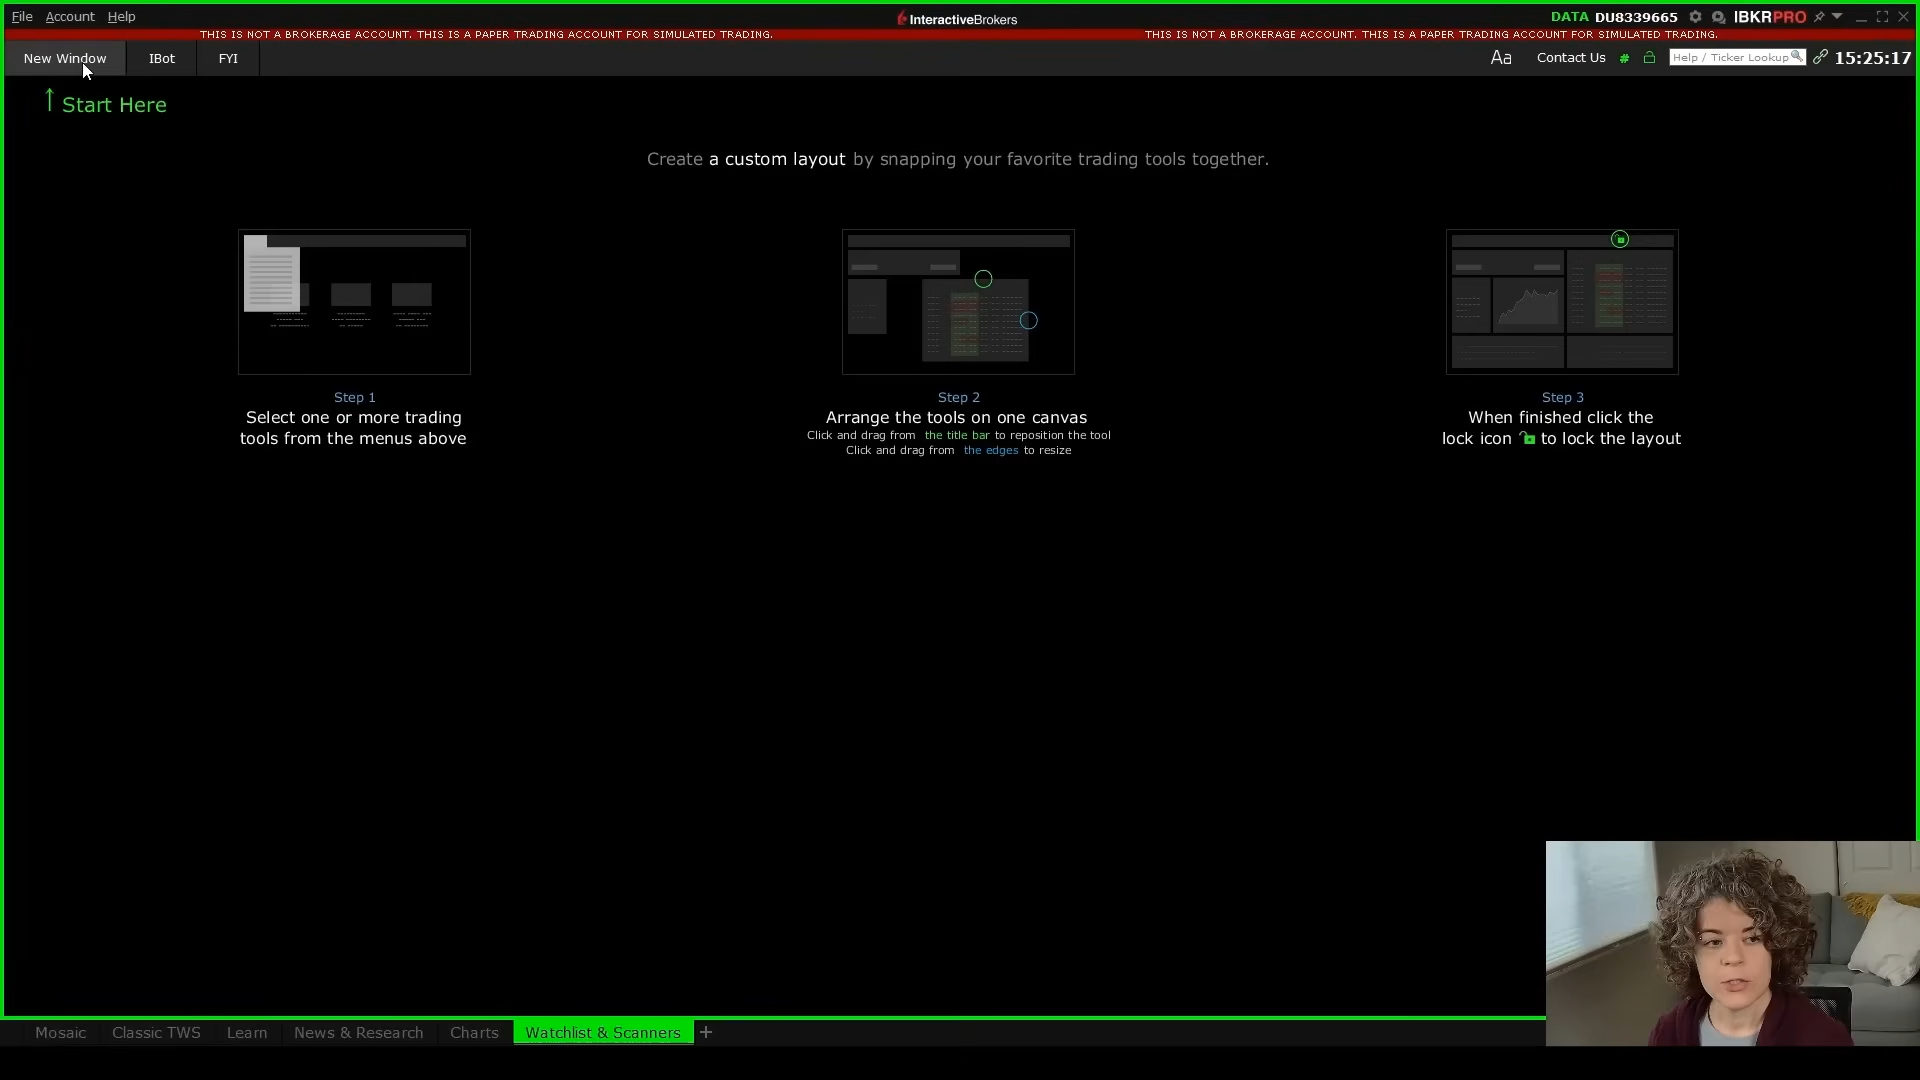 File Account Help
InteractiveBrokers
DATA DU8339665 IBKRPRO
THIS IS NOT A BROKERAGE ACCOUNT. THIS IS A PAPER TRADING ACCOUNT FOR SIMULATED TRADING.
THIS IS NOT A BROKERAGE ACCOUNT. THIS IS A PAPER TRADING ACCOUNT FOR SIMULATED TRADING.
New Window IBot FYI
Aa Contact Us # Help / Ticker Lookup 15:25:17
↑ Start Here
Create a custom layout by snapping your favorite trading tools together.
Step 1
Select one or more trading
tools from the menus above
Step 2
Arrange the tools on one canvas
Click and drag from the title bar to reposition the tool
Click and drag from the edges to resize
Step 3
When finished click the
lock icon to lock the layout
Mosaic Classic TWS Learn News & Research Charts Watchlist & Scanners +